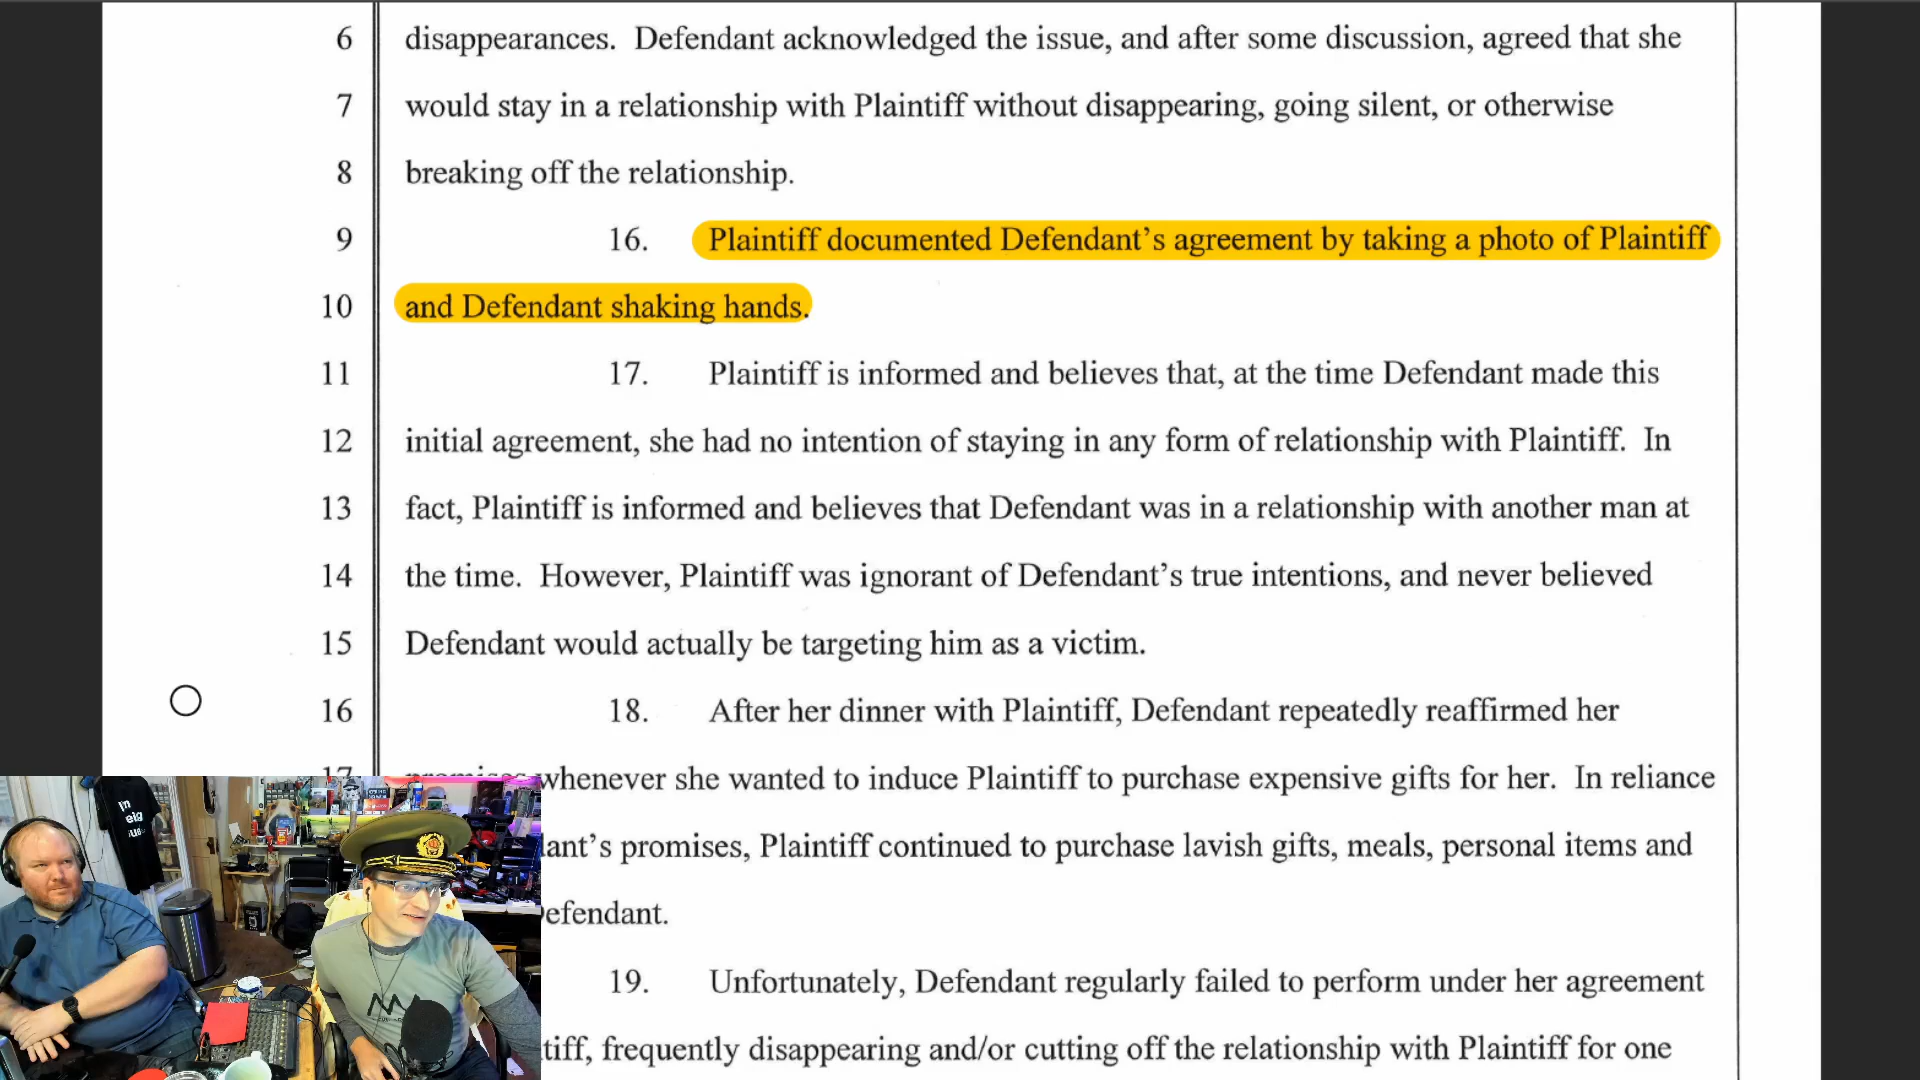 6 disappearances. Defendant acknowledged the issue, and after some discussion, agreed that she
7 would stay in a relationship with Plaintiff without disappearing, going silent, or otherwise
8 breaking off the relationship.
9 16. Plaintiff documented Defendant’s agreement by taking a photo of Plaintiff
10 and Defendant shaking hands.
11 17. Plaintiff is informed and believes that, at the time Defendant made this
12 initial agreement, she had no intention of staying in any form of relationship with Plaintiff. In
13 fact, Plaintiff is informed and believes that Defendant was in a relationship with another man at
14 the time. However, Plaintiff was ignorant of Defendant’s true intentions, and never believed
15 Defendant would actually be targeting him as a victim.
16 18. After her dinner with Plaintiff, Defendant repeatedly reaffirmed her
17 promises whenever she wanted to induce Plaintiff to purchase expensive gifts for her. In reliance
ant’s promises, Plaintiff continued to purchase lavish gifts, meals, personal items and
efendant.
19. Unfortunately, Defendant regularly failed to perform under her agreement
tiff, frequently disappearing and/or cutting off the relationship with Plaintiff for one
I'm